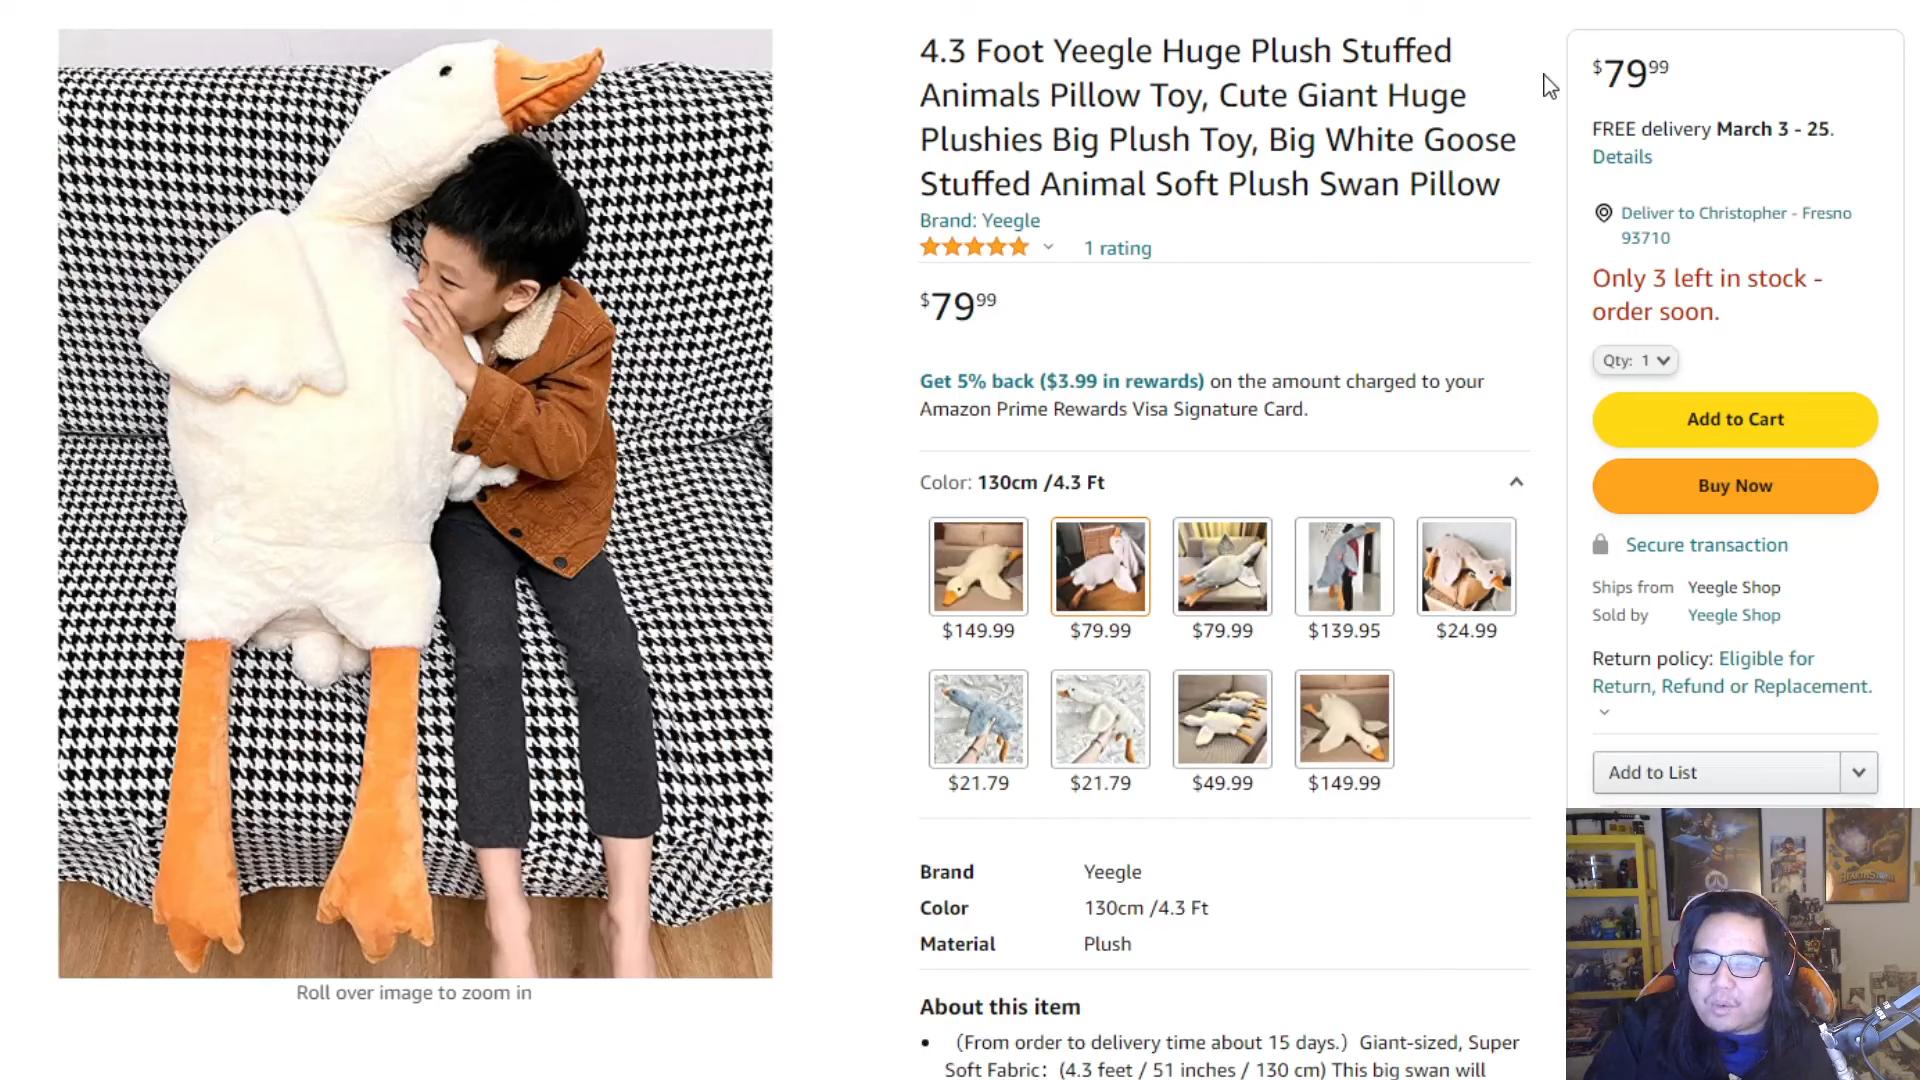 4.3 Foot Yeegle Huge Plush Stuffed
Animals Pillow Toy, Cute Giant Huge
Plushies Big Plush Toy, Big White Goose
Stuffed Animal Soft Plush Swan Pillow
Brand: Yeegle
1 rating
$79.99
Get 5% back ($3.99 in rewards) on the amount charged to your
Amazon Prime Rewards Visa Signature Card.
Color: 130cm /4.3 Ft
$149.99 $79.99 $79.99 $139.95 $24.99
$21.79 $21.79 $49.99 $149.99
Brand Yeegle
Color 130cm /4.3 Ft
Material Plush
About this item
• （From order to delivery time about 15 days.）Giant-sized, Super
Soft Fabric：(4.3 feet / 51 inches / 130 cm) This big swan will
Roll over image to zoom in
$79.99
FREE delivery March 3 - 25.
Details
Deliver to Christopher - Fresno
93710
Only 3 left in stock -
order soon.
Qty: 1
Add to Cart
Buy Now
Secure transaction
Ships from Yeegle Shop
Sold by Yeegle Shop
Return policy: Eligible for
Return, Refund or Replacement.
Add to List
HEARTHSTONE